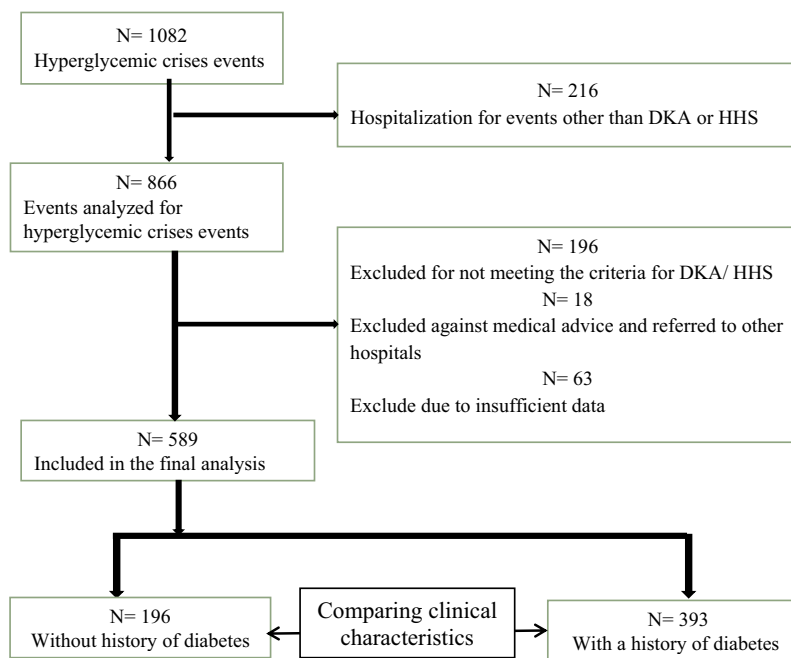 N= 1082
Hyperglycemic crises events
N= 216
Hospitalization for events other than DKA or HHS
N= 866
Events analyzed for
hyperglycemic crises events
N= 196
Excluded for not meeting the criteria for DKA/ HHS
N= 18
Excluded against medical advice and referred to other
hospitals
N= 63
Exclude due to insufficient data
N= 589
Included in the final analysis
N= 196
Without history of diabetes
Comparing clinical
characteristics
N= 393
With a history of diabetes